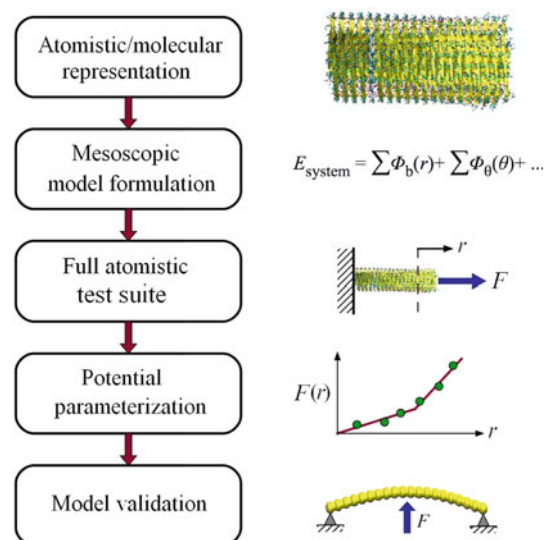 Atomistic/molecular
representation
Mesoscopic
model formulation
E_system = ∑Φ_b(r)+ ∑Φ_θ(θ) + ...
Full atomistic
test suite
r
F
Potential
parameterization
F(r)
r
Model validation
F